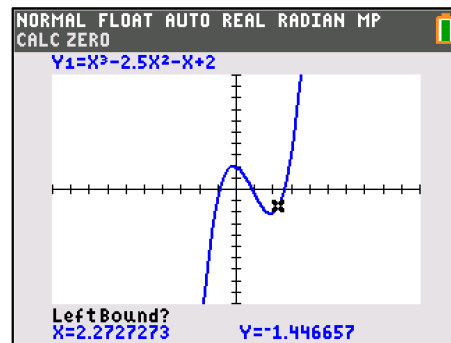 NORMAL FLOAT AUTO REAL RADIAN MP
CALC ZERO
Y₁=X³-2.5X²-X+2
LeftBound?
X=2.2727273 Y=⁻1.446657